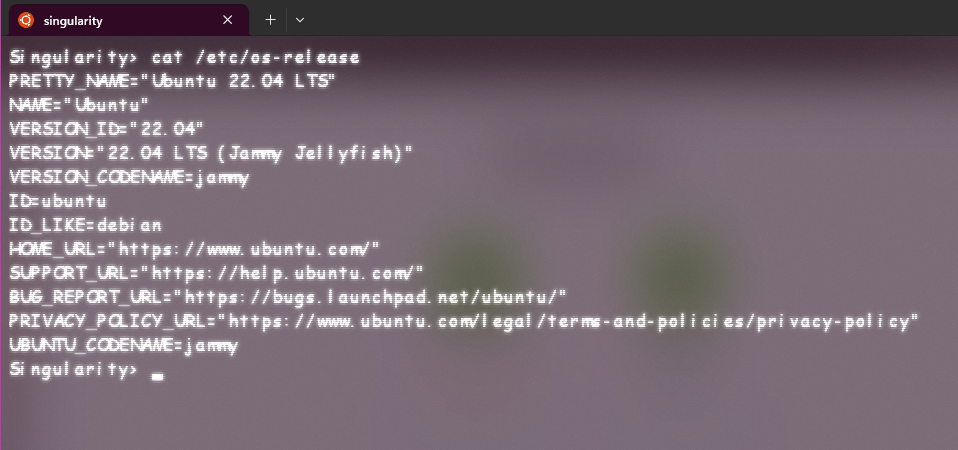 singularity
Singularity> cat /etc/os-release
PRETTY_NAME="Ubuntu 22.04 LTS"
NAME="Ubuntu"
VERSION_ID="22.04"
VERSION="22.04 LTS (Jammy Jellyfish)"
VERSION_CODENAME=jammy
ID=ubuntu
ID_LIKE=debian
HOME_URL="https://www.ubuntu.com/"
SUPPORT_URL="https://help.ubuntu.com/"
BUG_REPORT_URL="https://bugs.launchpad.net/ubuntu/"
PRIVACY_POLICY_URL="https://www.ubuntu.com/legal/terms-and-policies/privacy-policy"
UBUNTU_CODENAME=jammy
Singularity>